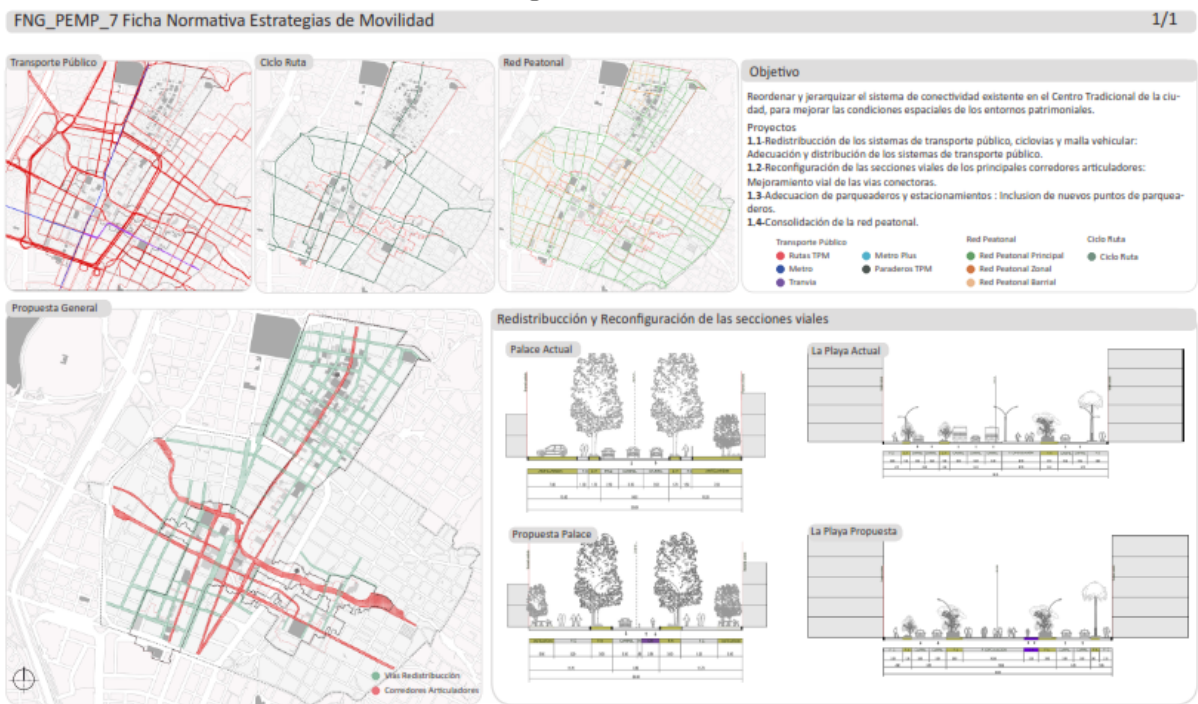 FNG_PEMP_7 Ficha Normativa Estrategias de Movilidad
1/1
Transporte Público
Ciclo Ruta
Red Peatonal
Objetivo
Reordenar y jerarquizar el sistema de conectividad existente en el Centro Tradicional de la ciu-
dad, para mejorar las condiciones espaciales de los entornos patrimoniales.
Proyectos
1.1-Redistribución de los sistemas de transporte público, ciclovias y malla vehicular:
Adecuación y distribución de los sistemas de transporte público.
1.2-Reconfiguración de las secciones viales de los principales corredores articuladores:
Mejoramiento vial de las vias conectoras.
1.3-Adecuacion de parqueaderos y estacionamientos : Inclusion de nuevos puntos de parquea-
deros.
1.4-Consolidación de la red peatonal.
Transporte Público
Rutas TPM
Metro
Tranvia
Metro Plus
Paraderos TPM
Red Peatonal
Red Peatonal Principal
Red Peatonal Zonal
Red Peatonal Barrial
Ciclo Ruta
Ciclo Ruta
Propuesta General
Vías Redistribucción
Corredores Articuladores
Redistribucción y Reconfiguración de las secciones viales
Palace Actual
La Playa Actual
Propuesta Palace
La Playa Propuesta